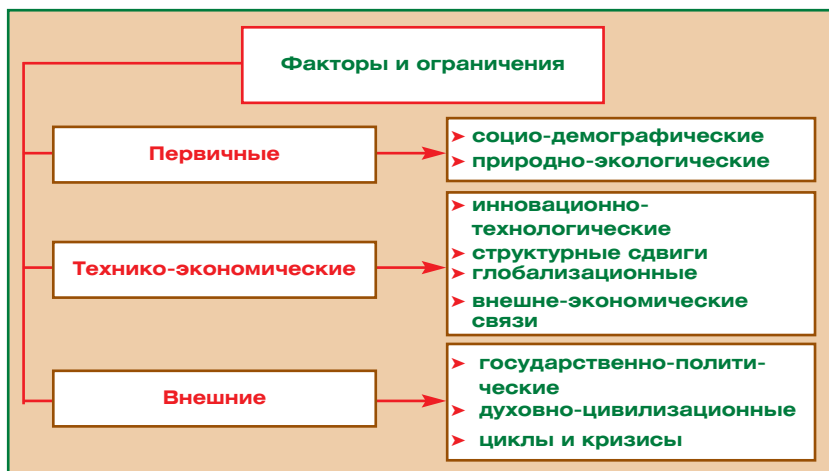 Факторы и ограничения
Первичные
➤ социо-демографические
➤ природно-экологические
Технико-экономические
➤ инновационно-
технологические
➤ структурные сдвиги
➤ глобализационные
➤ внешне-экономические
связи
Внешние
➤ государственно-полити-
ческие
➤ духовно-цивилизационные
➤ циклы и кризисы